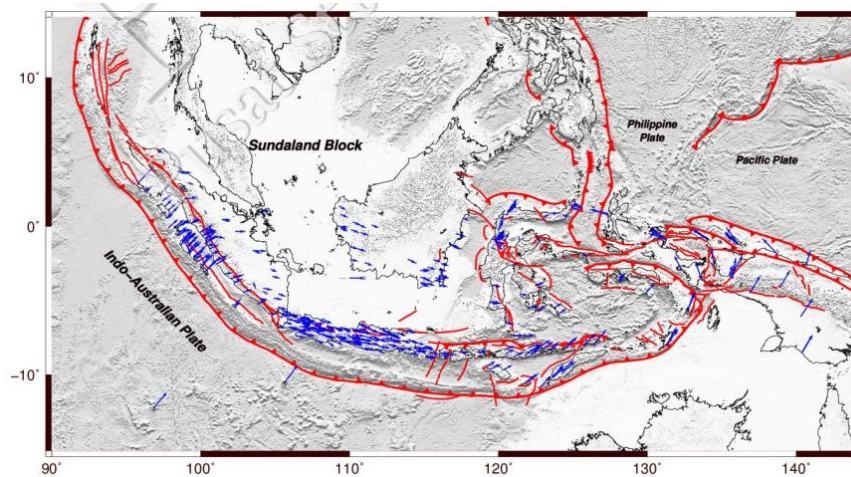 10°
0°
−10°
Sundaland Block
Philippine
Plate
Pacific Plate
Indo−Australian Plate
90°
100°
110°
120°
130°
140°